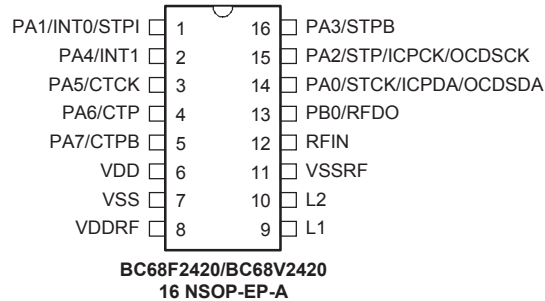 PA1/INT0/STPI 1 16 PA3/STPB
PA4/INT1 2 15 PA2/STP/ICPCK/OCDSCK
PA5/CTCK 3 14 PA0/STCK/ICPDA/OCDSDA
PA6/CTP 4 13 PB0/RFDO
PA7/CTPB 5 12 RFIN
VDD 6 11 VSSRF
VSS 7 10 L2
VDDRF 8 9 L1
BC68F2420/BC68V2420
16 NSOP-EP-A